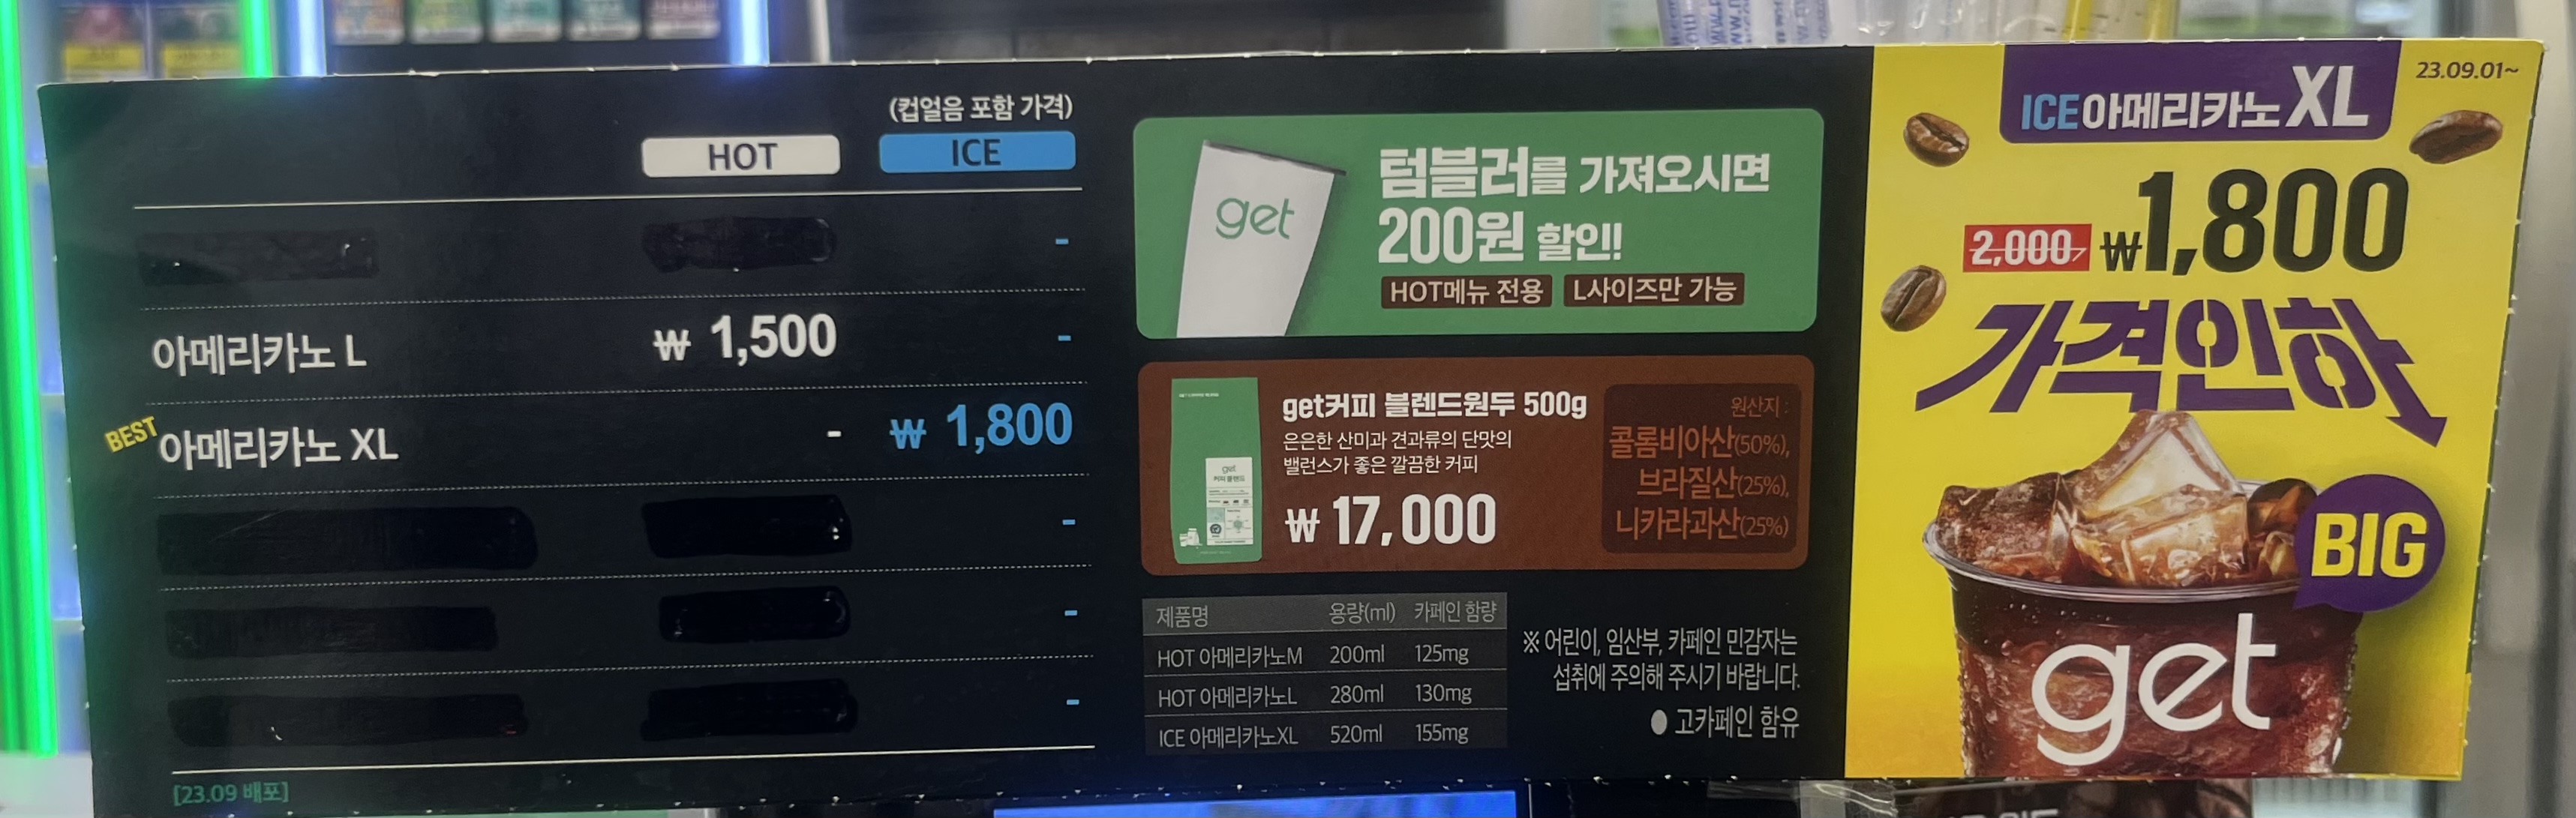 (컵얼음 포함 가격)
HOT ICE
-
아메리카노 L ₩ 1,500 -
BEST 아메리카노 XL - ₩ 1,800
-
-
-
[23.09 배포]
get
텀블러를 가져오시면
200원 할인!
HOT메뉴 전용 L사이즈만 가능
get
커피 블렌드
get커피 블렌드원두 500g
은은한 산미과 견과류의 단맛의
밸런스가 좋은 깔끔한 커피
₩ 17,000
원산지 :
콜롬비아산(50%),
브라질산(25%),
니카라과산(25%)
제품명 용량(ml) 카페인 함량
HOT 아메리카노M 200ml 125mg
HOT 아메리카노L 280ml 130mg
ICE 아메리카노XL 520ml 155mg
※ 어린이, 임산부, 카페인 민감자는
섭취에 주의해 주시기 바랍니다.
● 고카페인 함유
23.09.01~
ICE아메리카노XL
2,000 ₩1,800
가격인하
BIG
get